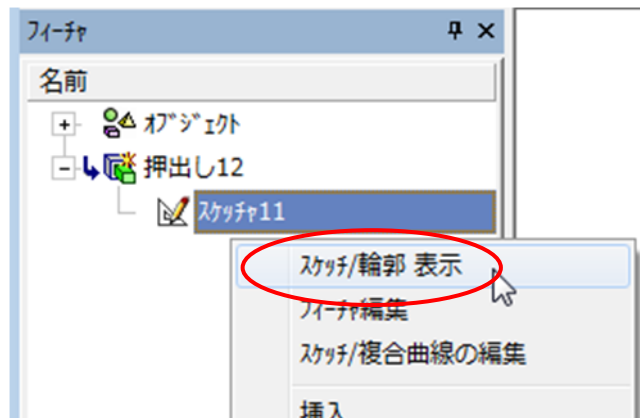 ﾌｨｰﾁｬ
名前
ｵﾌﾞｼﾞｪｸﾄ
押出し12
ｽｹｯﾁｬ11
ｽｹｯﾁ/輪郭 表示
ﾌｨｰﾁｬ編集
ｽｹｯﾁ/複合曲線の編集
挿入